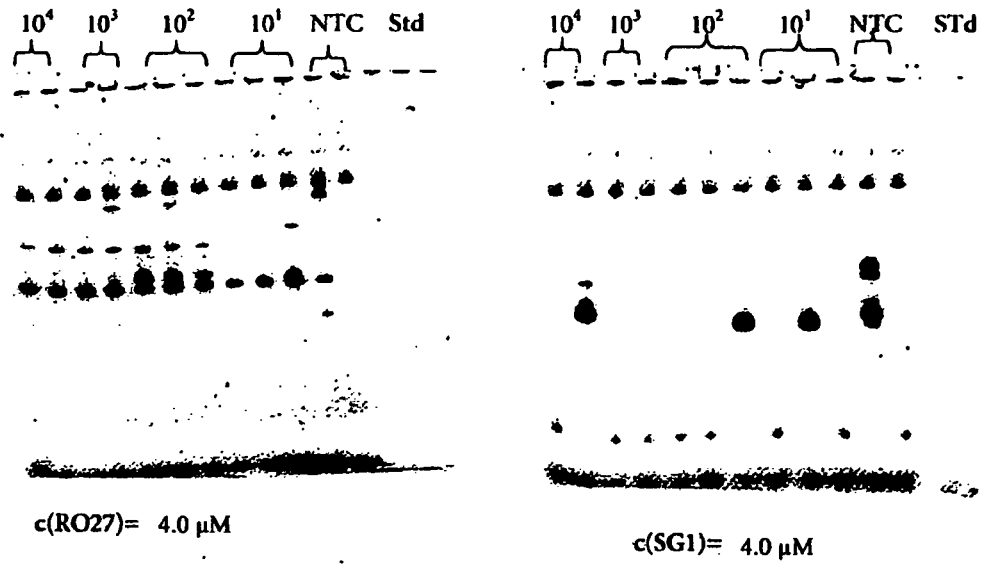 10⁴ 10³ 10² 10¹ NTC Std
10⁴ 10³ 10² 10¹ NTC STd
c(RO27)= 4.0 µM
c(SG1)= 4.0 µM